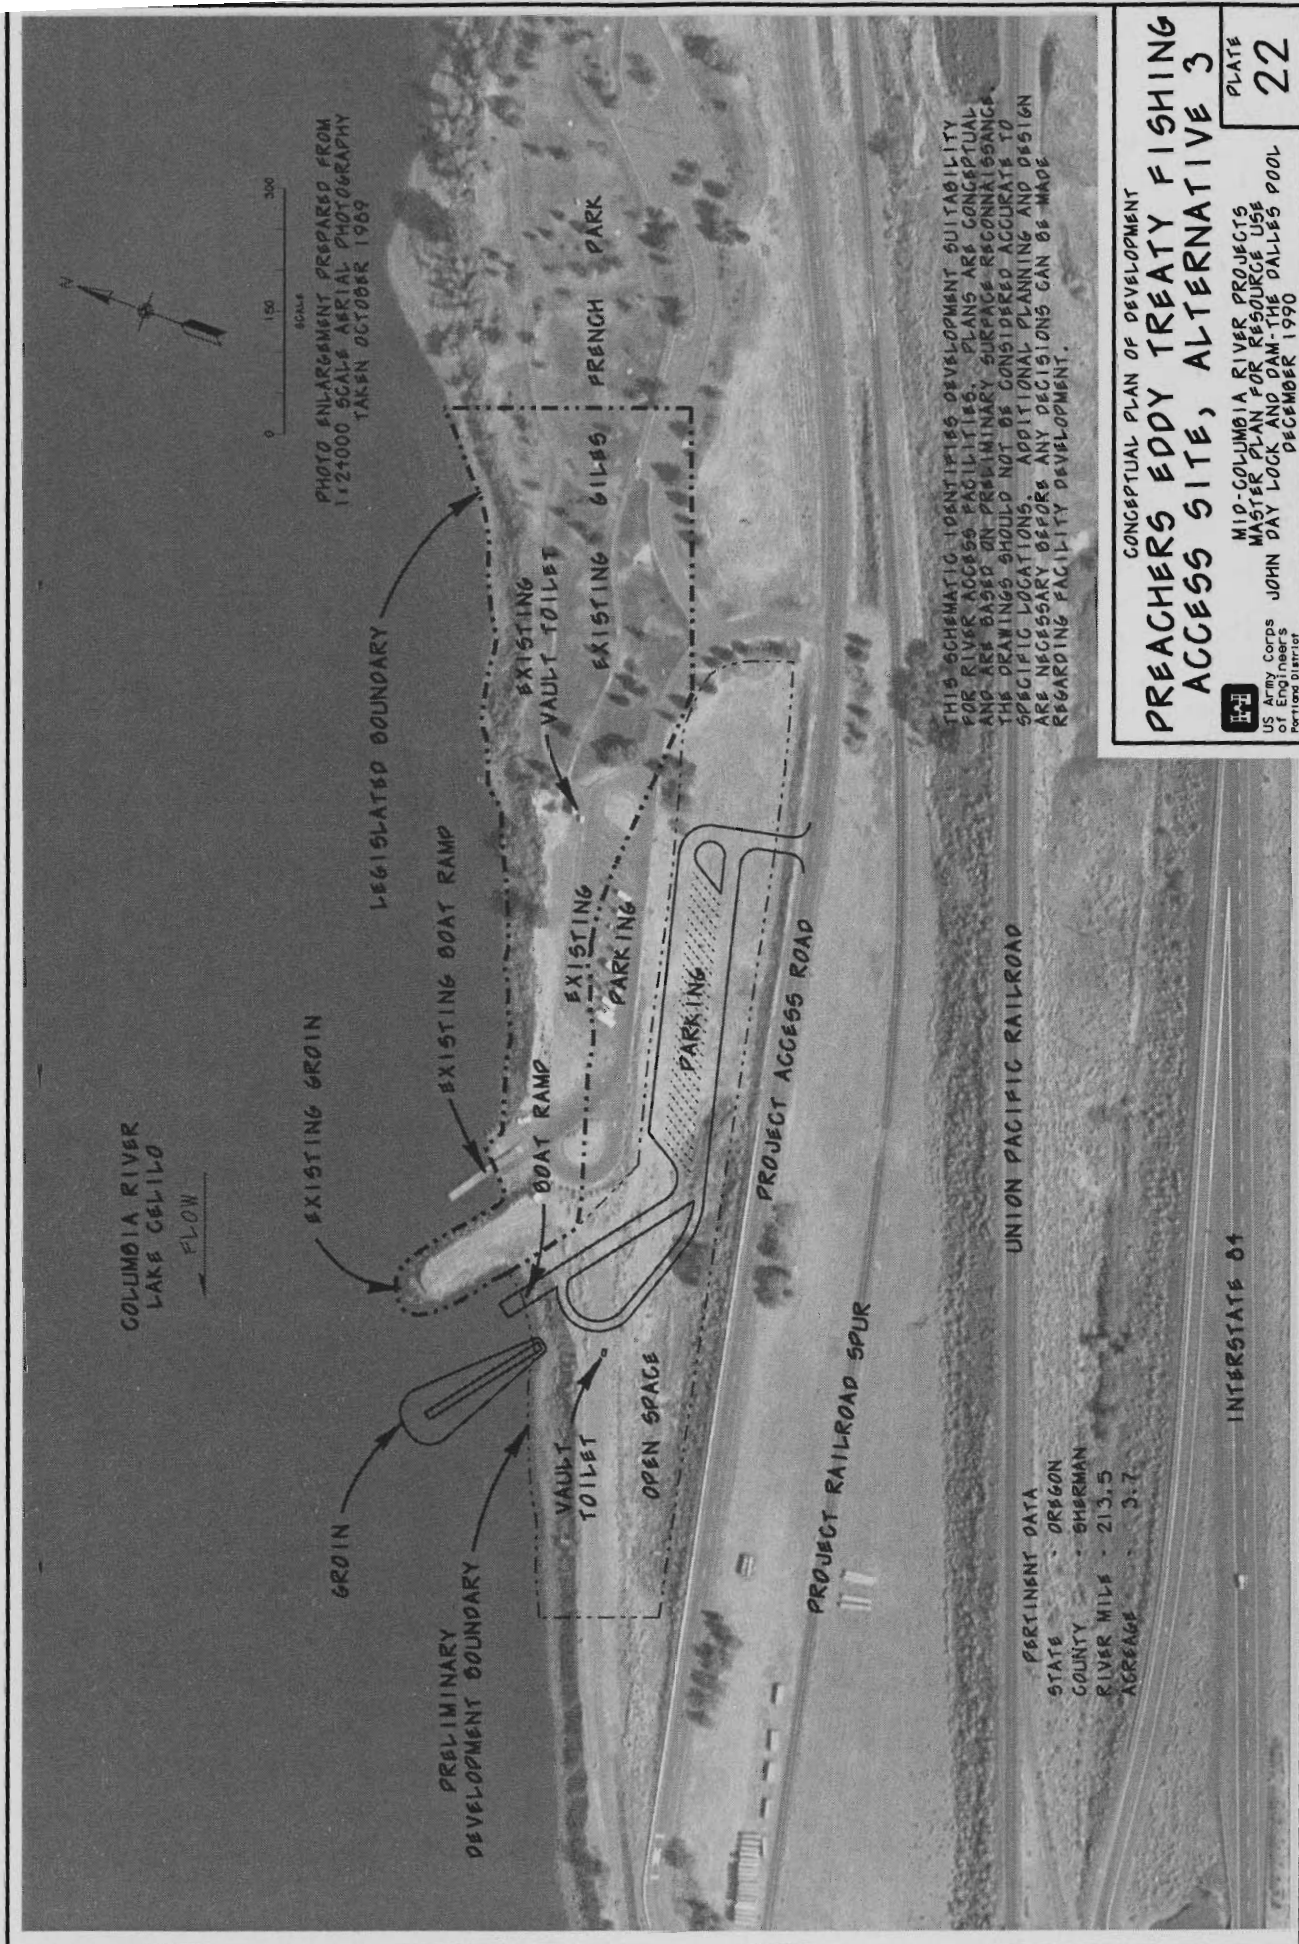 COLUMBIA RIVER
LAKE CELILO
FLOW
N
0 150 300
SCALE
PHOTO ENLARGEMENT PREPARED FROM
1:24000 SCALE AERIAL PHOTOGRAPHY
TAKEN OCTOBER 1989
GROIN
EXISTING GROIN
EXISTING BOAT RAMP
LEGISLATED BOUNDARY
PRELIMINARY
DEVELOPMENT BOUNDARY
BOAT RAMP
EXISTING
VAULT TOILET
EXISTING
PARKING
EXISTING GILES FRENCH PARK
VAULT
TOILET
OPEN SPACE
PARKING
PROJECT ACCESS ROAD
PROJECT RAILROAD SPUR
UNION PACIFIC RAILROAD
INTERSTATE 84
PERTINENT DATA
STATE - OREGON
COUNTY - SHERMAN
RIVER MILE - 213.5
ACREAGE - 3.7
THIS SCHEMATIC IDENTIFIES DEVELOPMENT SUITABILITY
FOR RIVER ACCESS FACILITIES. PLANS ARE CONCEPTUAL
AND ARE BASED ON PRELIMINARY SURFACE RECONNAISSANCE.
THE DRAWINGS SHOULD NOT BE CONSIDERED ACCURATE TO
SPECIFIC LOCATIONS. ADDITIONAL PLANNING AND DESIGN
ARE NECESSARY BEFORE ANY DECISIONS CAN BE MADE
REGARDING FACILITY DEVELOPMENT.
CONCEPTUAL PLAN OF DEVELOPMENT
PREACHERS EDDY TREATY FISHING
ACCESS SITE, ALTERNATIVE 3
US Army Corps
of Engineers
Portland District
MID-COLUMBIA RIVER PROJECTS
MASTER PLAN FOR RESOURCE USE
JOHN DAY LOCK AND DAM-THE DALLES POOL
DECEMBER 1990
PLATE
22